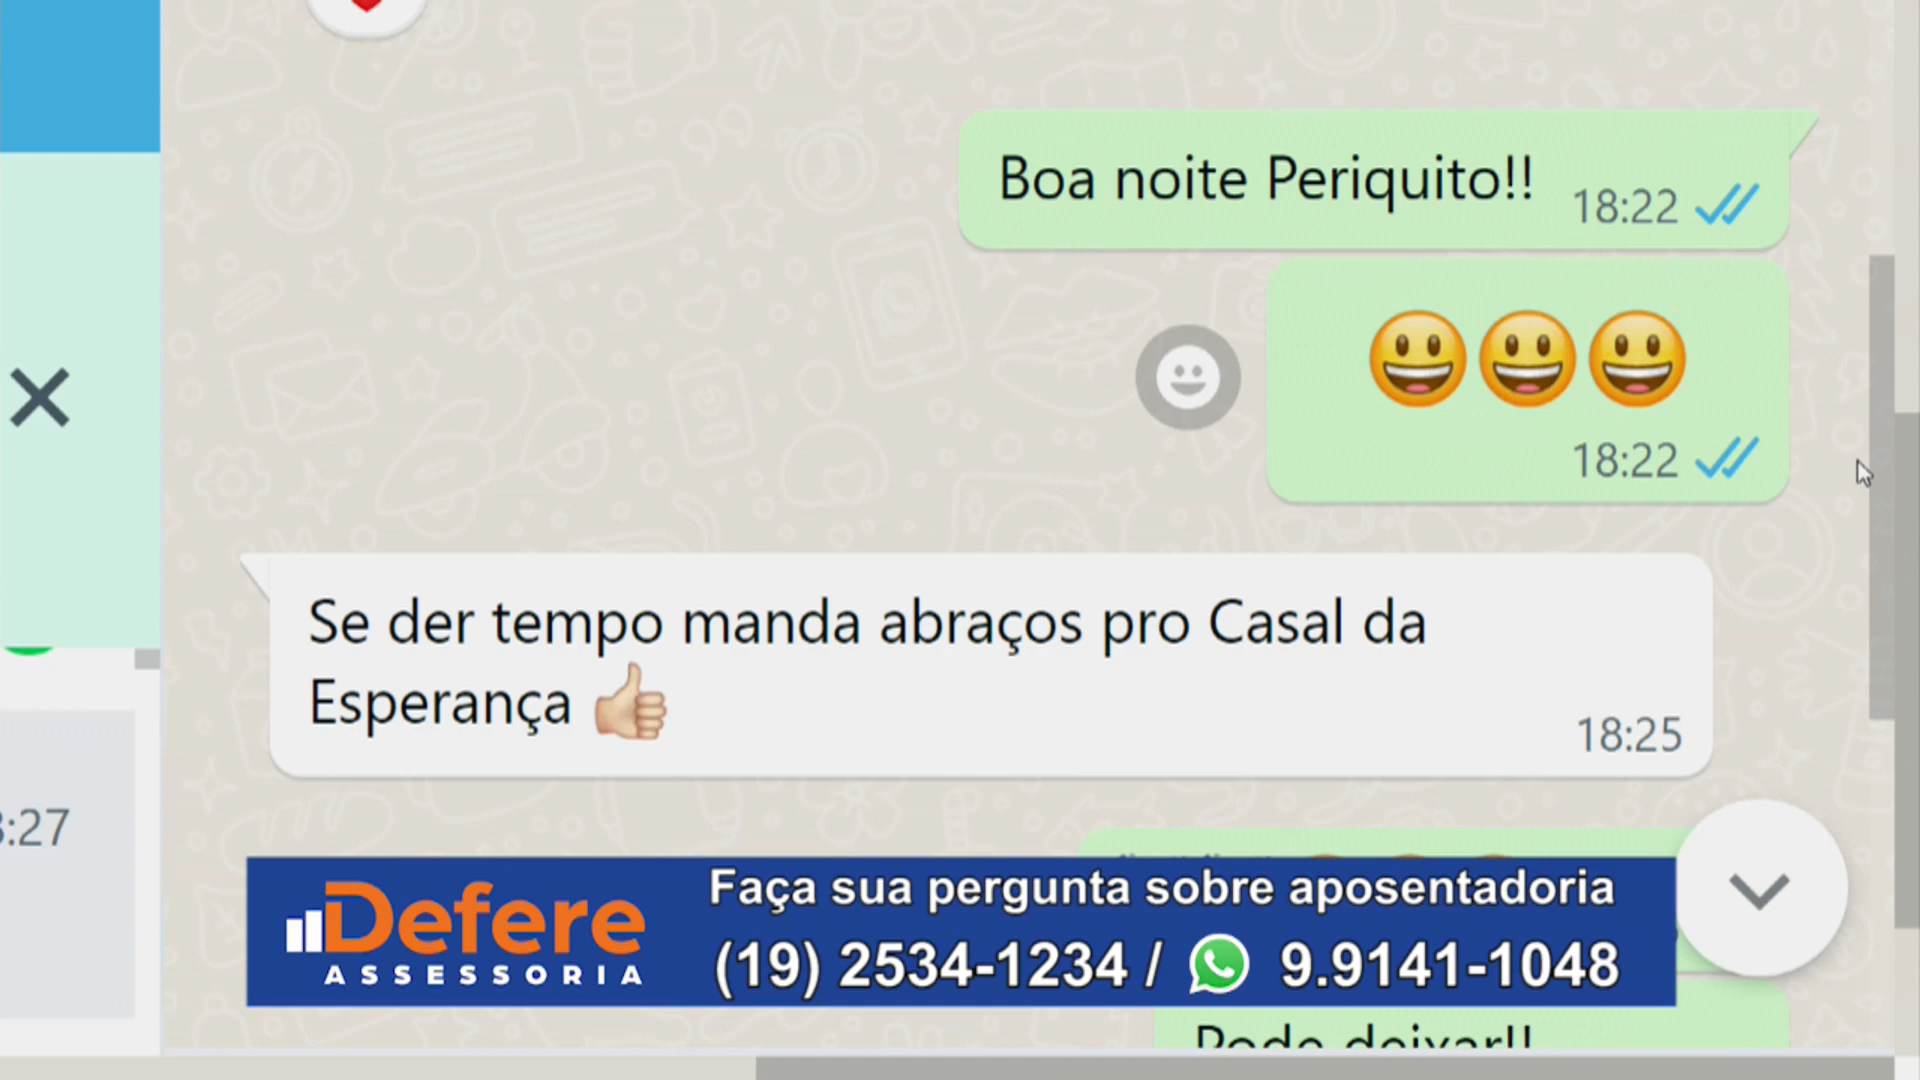 Boa noite Periquito!!
18:22
😃😃😃
18:22
Se der tempo manda abraços pro Casal da
Esperança 👍🏼
18:25
:27
Defere
ASSESSORIA
Faça sua pergunta sobre aposentadoria
(19) 2534-1234 / 9.9141-1048
Pode deixar!!